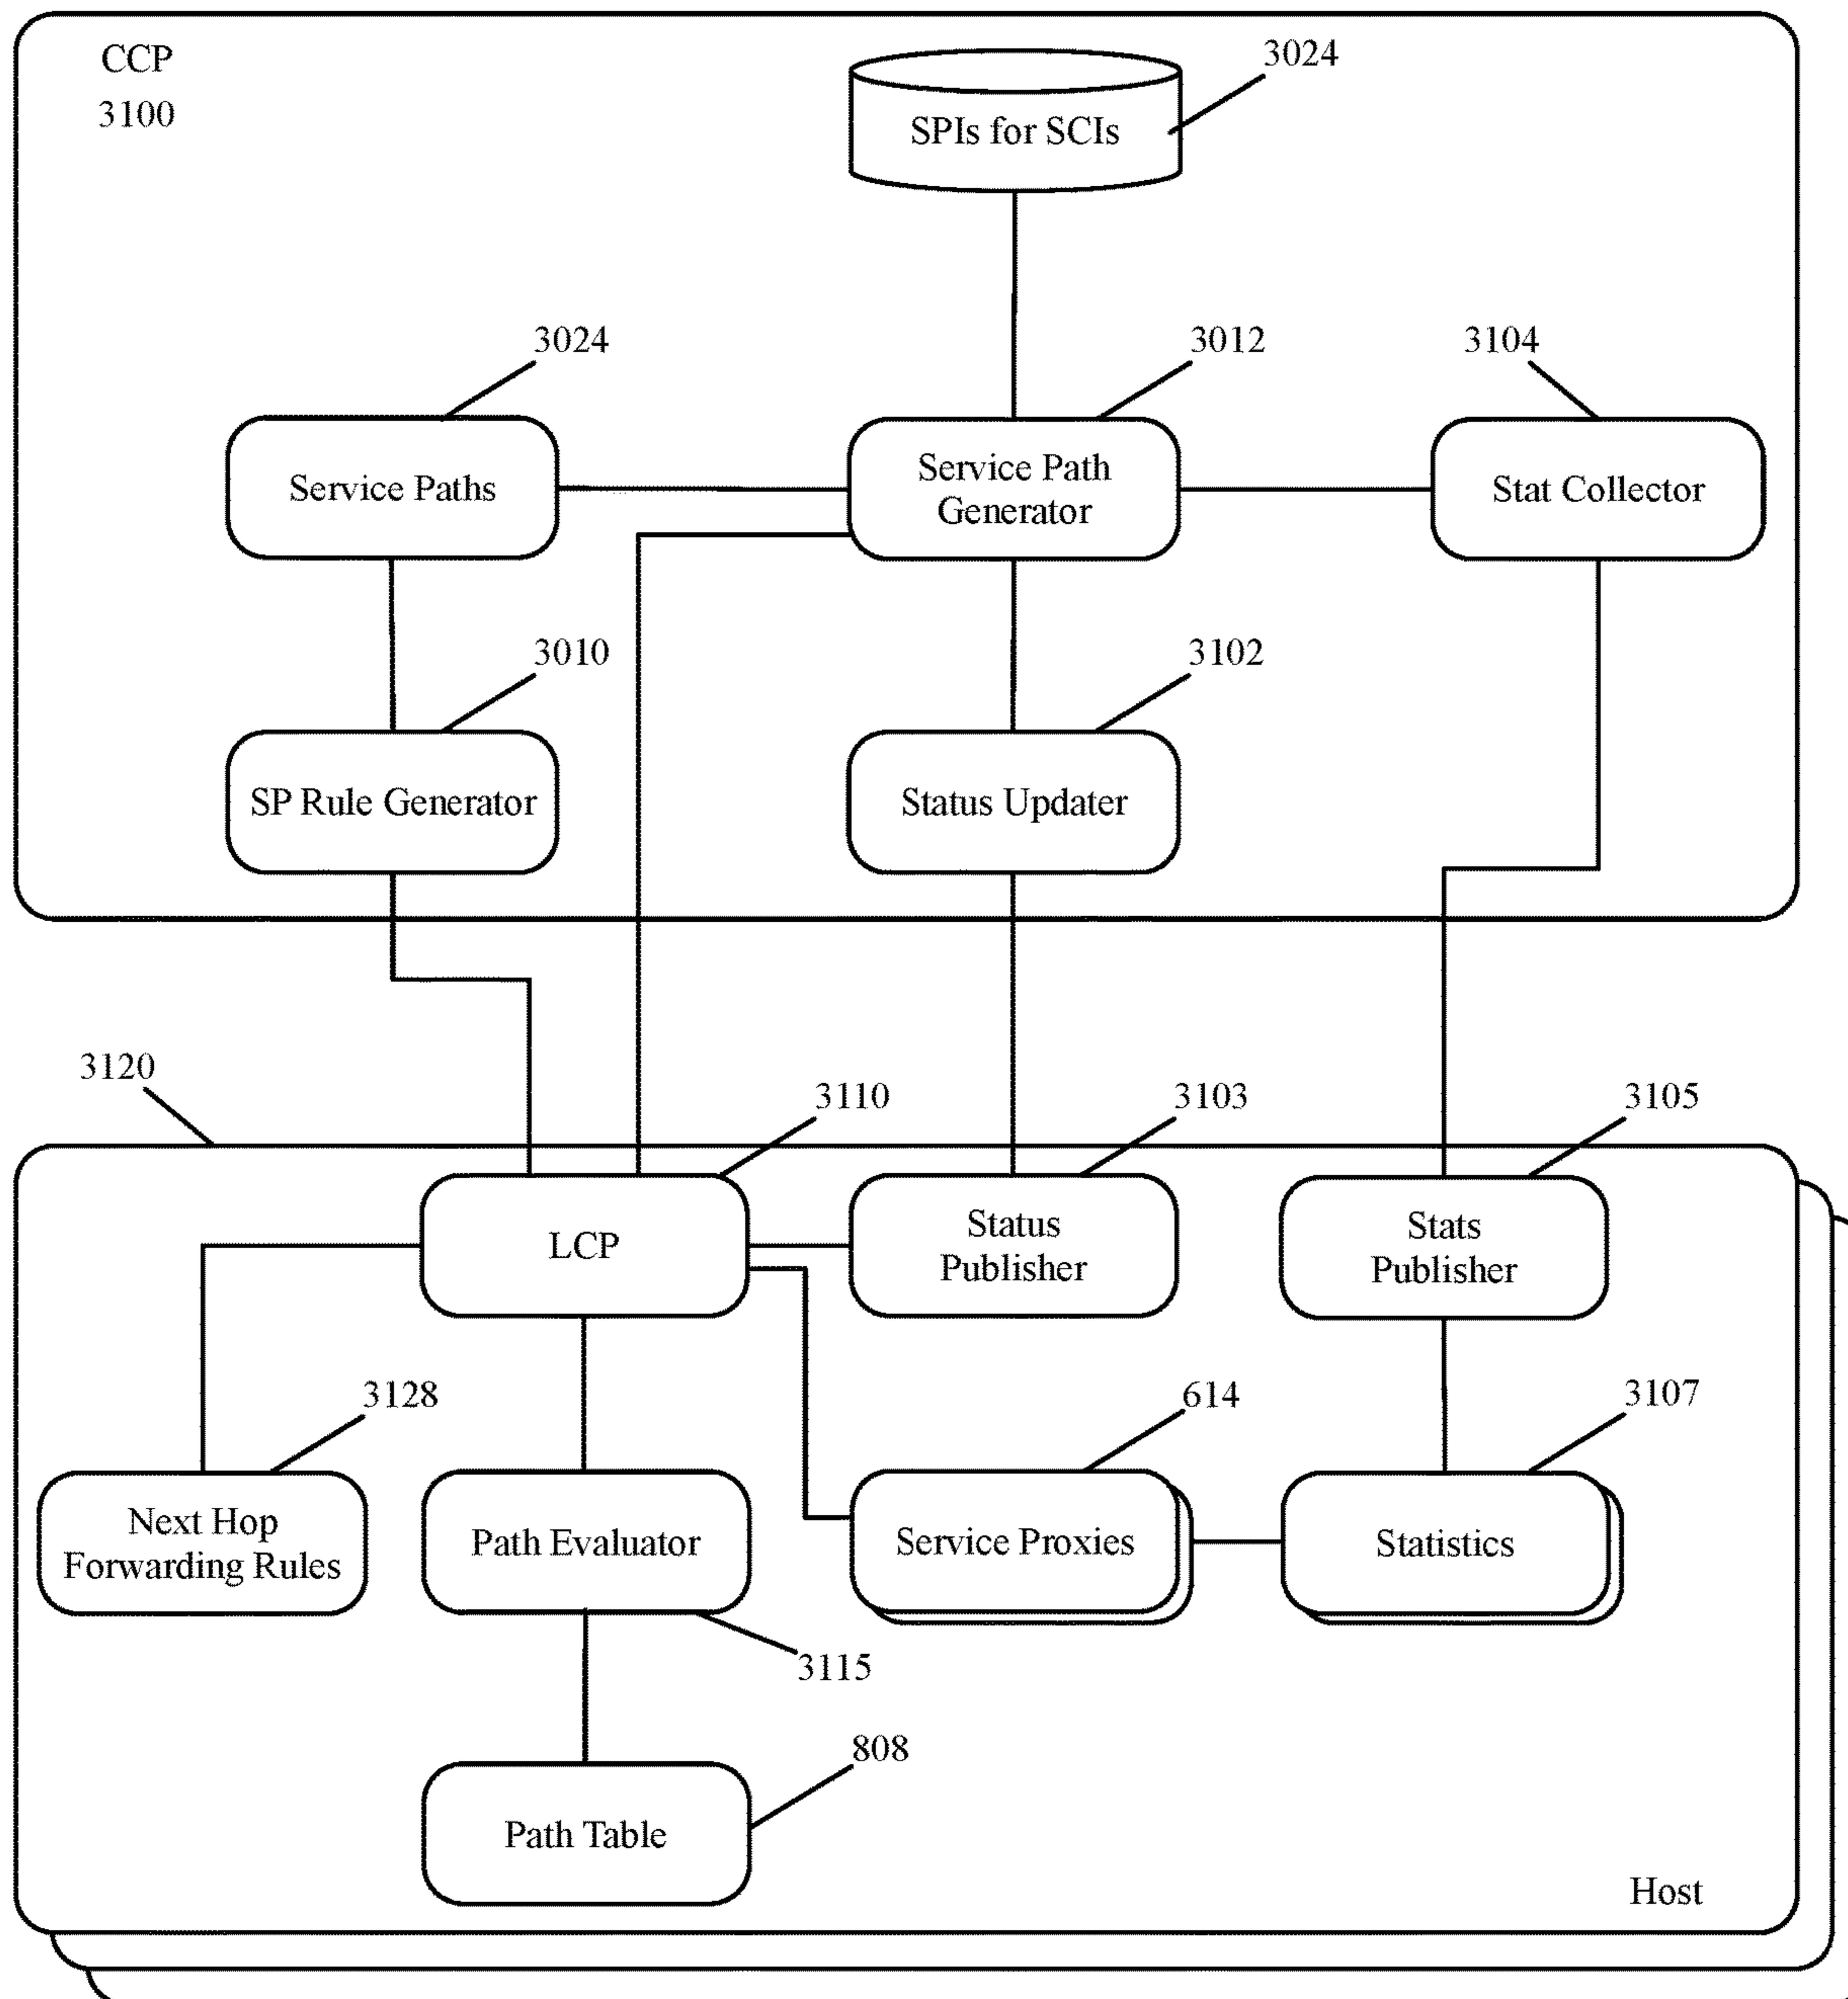 CCP
3100
3024
SPIs for SCIs
3024
3012
3104
Service Paths
Service Path
Generator
Stat Collector
3010
3102
SP Rule Generator
Status Updater
3120
3110
3103
3105
LCP
Status
Publisher
Stats
Publisher
3128
614
3107
Next Hop
Forwarding Rules
Path Evaluator
Service Proxies
Statistics
3115
808
Path Table
Host